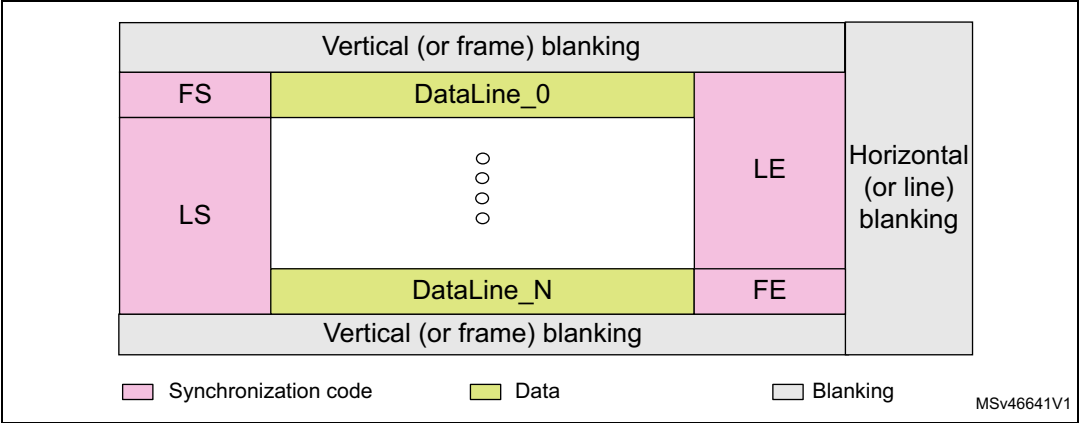 Vertical (or frame) blanking
FS
DataLine_0
LS
LE
Horizontal
(or line)
blanking
DataLine_N
FE
Vertical (or frame) blanking
Synchronization code
Data
Blanking
MSv46641V1